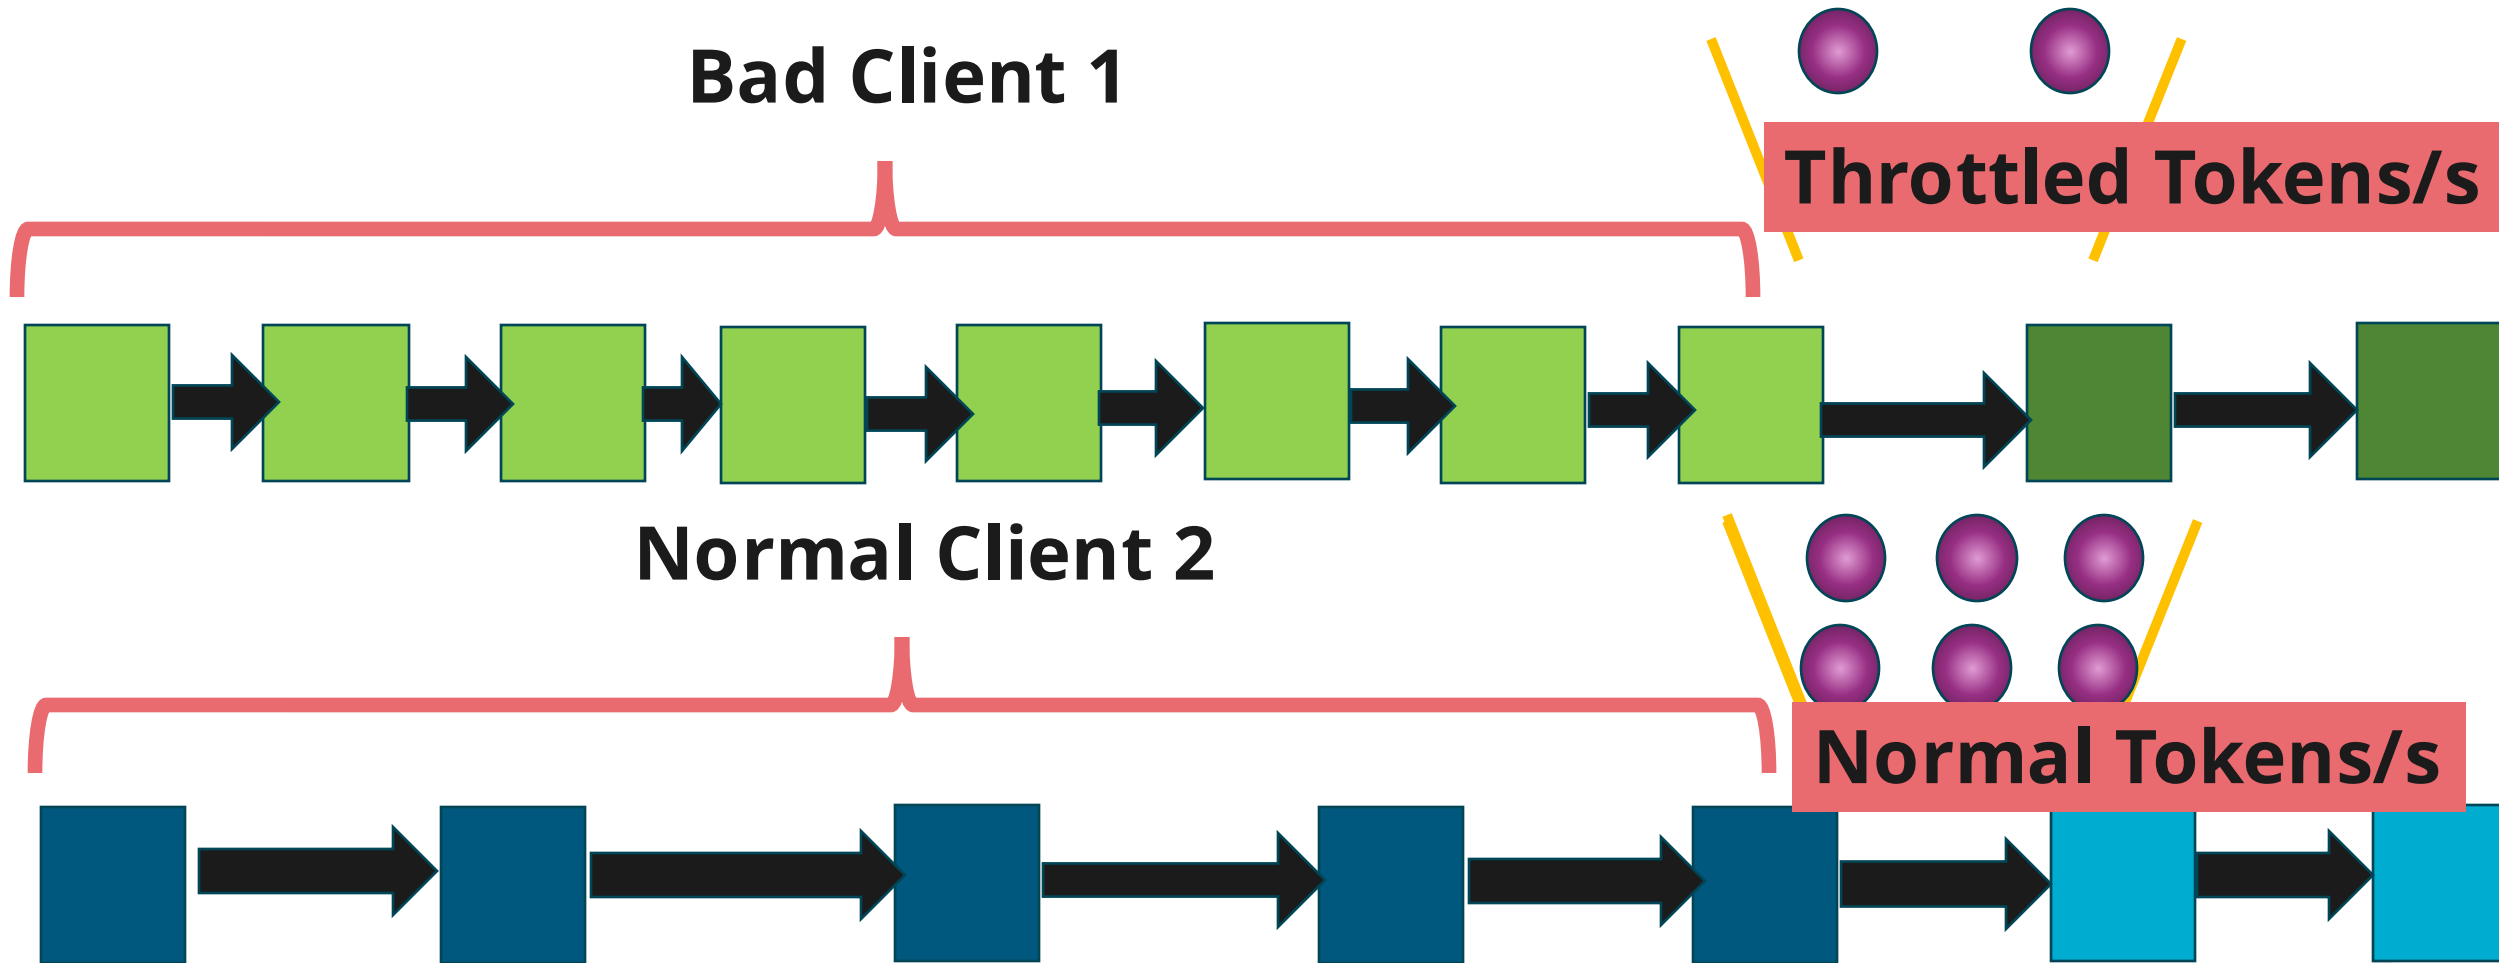 Bad Client 1
Throttled Tokens/s
Normal Client 2
Normal Tokens/s